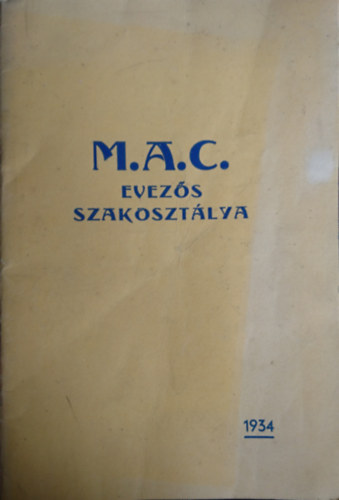 M.A.C.
EVEZŐS
SZAKOSZTÁLYA
1934